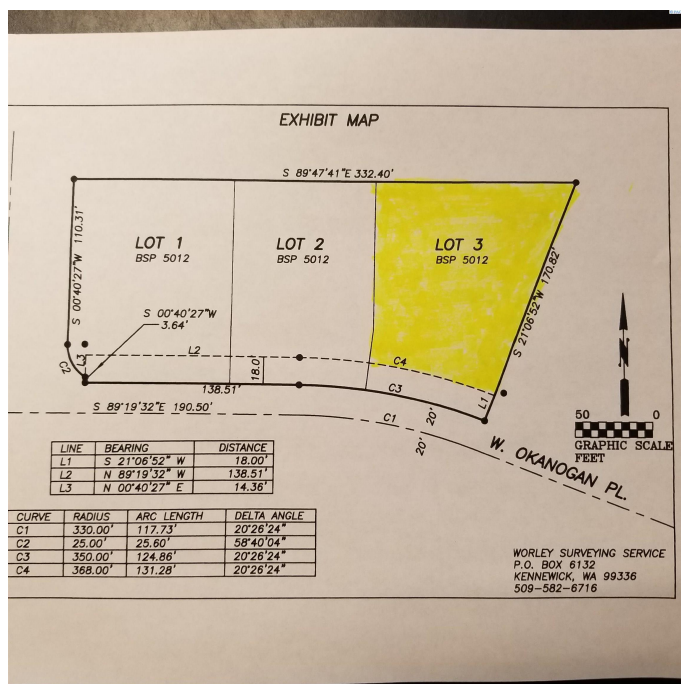 EXHIBIT MAP
S 89°47'41"E 332.40'
S 00°40'27"W 110.31'
LOT 1
BSP 5012
LOT 2
BSP 5012
LOT 3
BSP 5012
S 21°06'52"W 170.82'
S 00°40'27"W
3.64'
L3
L2
C4
C2
18.0'
138.51'
C3
L1
S 89°19'32"E 190.50'
C1
20'
20'
N
50 0
GRAPHIC SCALE
FEET
W. OKANOGAN PL.
LINE BEARING DISTANCE
L1 S 21°06'52" W 18.00'
L2 N 89°19'32" W 138.51'
L3 N 00°40'27" E 14.36'
CURVE RADIUS ARC LENGTH DELTA ANGLE
C1 330.00' 117.73' 20°26'24"
C2 25.00' 25.60' 58°40'04"
C3 350.00' 124.86' 20°26'24"
C4 368.00' 131.28' 20°26'24"
WORLEY SURVEYING SERVICE
P.O. BOX 6132
KENNEWICK, WA 99336
509-582-6716